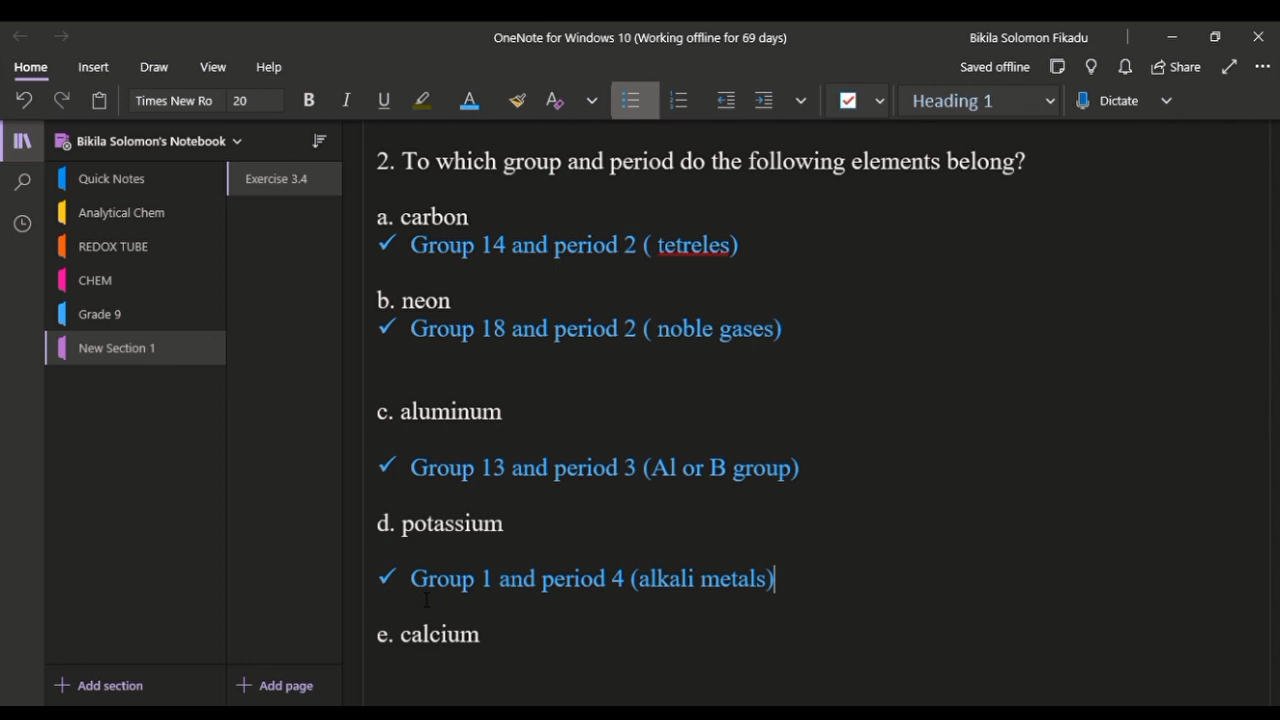 OneNote for Windows 10 (Working offline for 69 days)
Bikila Solomon Fikadu
Home Insert Draw View Help
Saved offline
Share
Times New Ro 20
B I U A A
Heading 1
Dictate
Bikila Solomon's Notebook
Quick Notes
Analytical Chem
REDOX TUBE
CHEM
Grade 9
New Section 1
Add section
Exercise 3.4
Add page
2. To which group and period do the following elements belong?
a. carbon
✓ Group 14 and period 2 ( tetreles)
b. neon
✓ Group 18 and period 2 ( noble gases)
c. aluminum
✓ Group 13 and period 3 (Al or B group)
d. potassium
✓ Group 1 and period 4 (alkali metals)
e. calcium